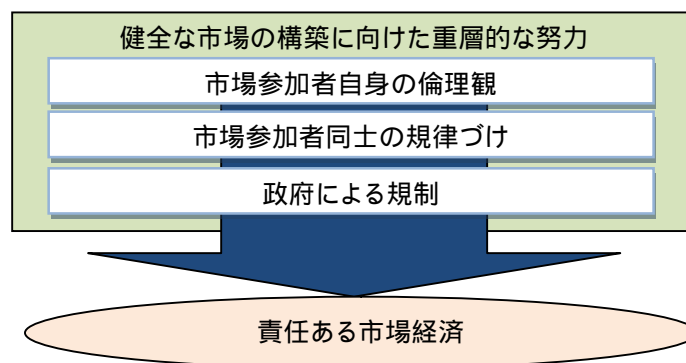 健全な市場の構築に向けた重層的な努力
市場参加者自身の倫理観
市場参加者同士の規律づけ
政府による規制
責任ある市場経済